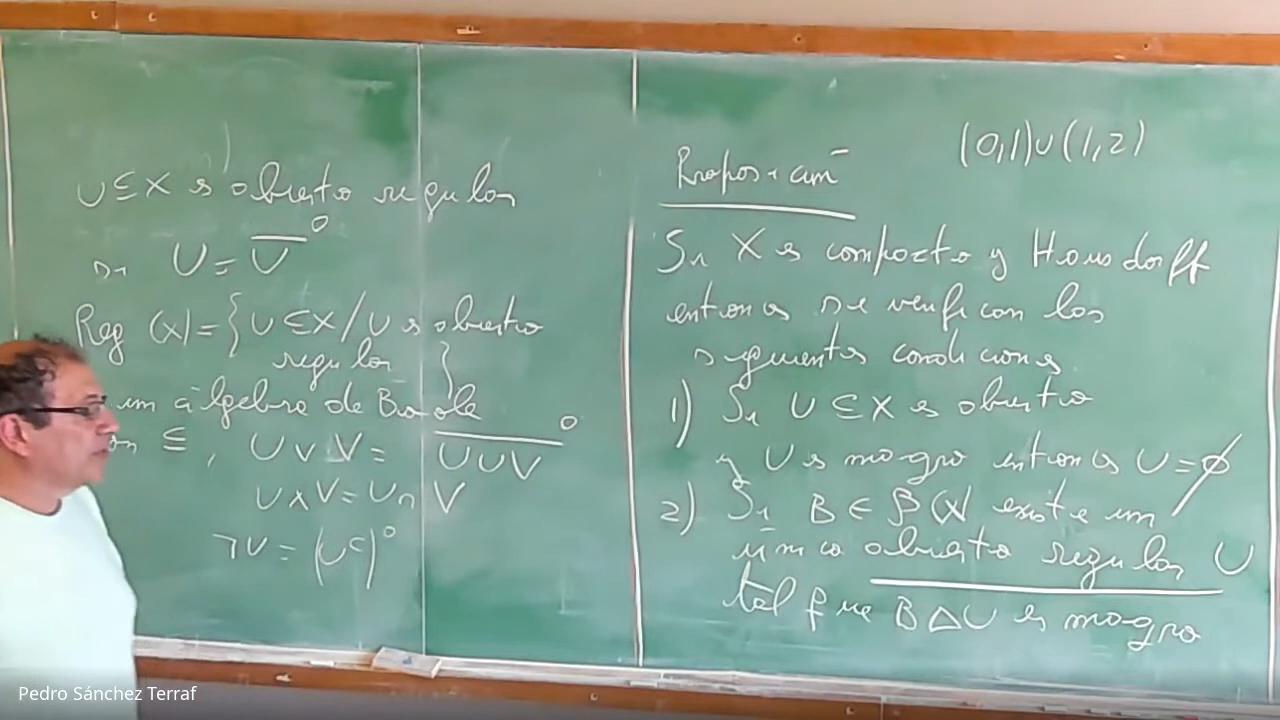 U ⊆ X es abierto regular
si U = \overline{U}^o
Reg (X) = { U ⊆ X / U es abierto
regular }
un álgebra de Boole
con ⊆ , U ∨ V = \overline{U ∪ V}^o
U ∧ V = U ∩ V
¬U = (U^c)^o
(0,1) ∪ (1,2)
Proposición
Si X es compacto y Hausdorff
entonces se verifican las
siguientes condiciones
1) Si U ⊆ X es abierto
y U es magro entonces U = ∅
2) Si B ∈ β(X) existe un
único abierto regular U
tal que B Δ U es magro
Pedro Sánchez Terraf